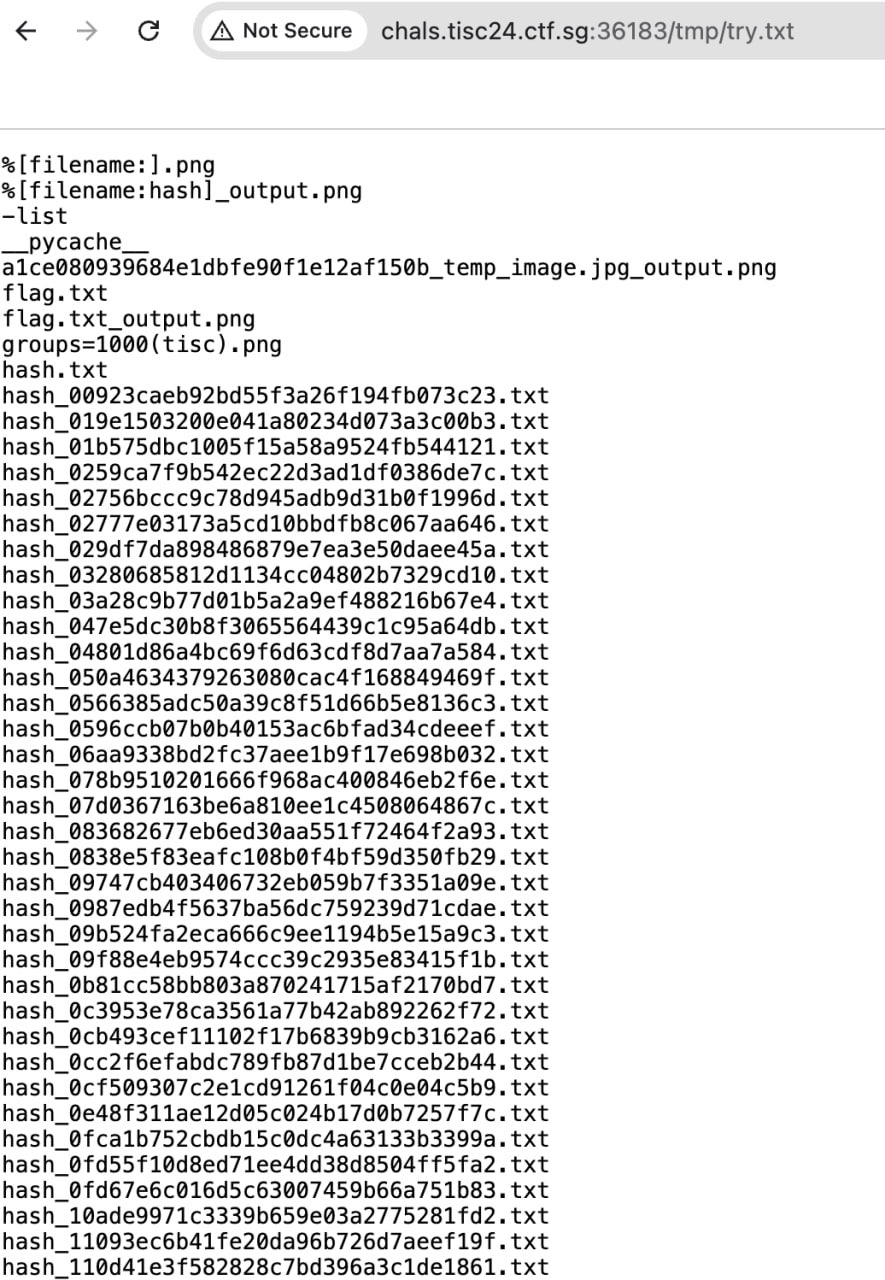 Not Secure chals.tisc24.ctf.sg:36183/tmp/try.txt
%[filename:].png
%[filename:hash]_output.png
-list
__pycache__
a1ce080939684e1dbfe90f1e12af150b_temp_image.jpg_output.png
flag.txt
flag.txt_output.png
groups=1000(tisc).png
hash.txt
hash_00923caeb92bd55f3a26f194fb073c23.txt
hash_019e1503200e041a80234d073a3c00b3.txt
hash_01b575dbc1005f15a58a9524fb544121.txt
hash_0259ca7f9b542ec22d3ad1df0386de7c.txt
hash_02756bccc9c78d945adb9d31b0f1996d.txt
hash_02777e03173a5cd10bbdfb8c067aa646.txt
hash_029df7da898486879e7ea3e50daee45a.txt
hash_03280685812d1134cc04802b7329cd10.txt
hash_03a28c9b77d01b5a2a9ef488216b67e4.txt
hash_047e5dc30b8f3065564439c1c95a64db.txt
hash_04801d86a4bc69f6d63cdf8d7aa7a584.txt
hash_050a4634379263080cac4f168849469f.txt
hash_0566385adc50a39c8f51d66b5e8136c3.txt
hash_0596ccb07b0b40153ac6bfad34cdeeef.txt
hash_06aa9338bd2fc37aee1b9f17e698b032.txt
hash_078b9510201666f968ac400846eb2f6e.txt
hash_07d0367163be6a810ee1c4508064867c.txt
hash_083682677eb6ed30aa551f72464f2a93.txt
hash_0838e5f83eafc108b0f4bf59d350fb29.txt
hash_09747cb403406732eb059b7f3351a09e.txt
hash_0987edb4f5637ba56dc759239d71cdae.txt
hash_09b524fa2eca666c9ee1194b5e15a9c3.txt
hash_09f88e4eb9574ccc39c2935e83415f1b.txt
hash_0b81cc58bb803a870241715af2170bd7.txt
hash_0c3953e78ca3561a77b42ab892262f72.txt
hash_0cb493cef11102f17b6839b9cb3162a6.txt
hash_0cc2f6efabdc789fb87d1be7cceb2b44.txt
hash_0cf509307c2e1cd91261f04c0e04c5b9.txt
hash_0e48f311ae12d05c024b17d0b7257f7c.txt
hash_0fca1b752cbdb15c0dc4a63133b3399a.txt
hash_0fd55f10d8ed71ee4dd38d8504ff5fa2.txt
hash_0fd67e6c016d5c63007459b66a751b83.txt
hash_10ade9971c3339b659e03a2775281fd2.txt
hash_11093ec6b41fe20da96b726d7aeef19f.txt
hash_110d41e3f582828c7bd396a3c1de1861.txt